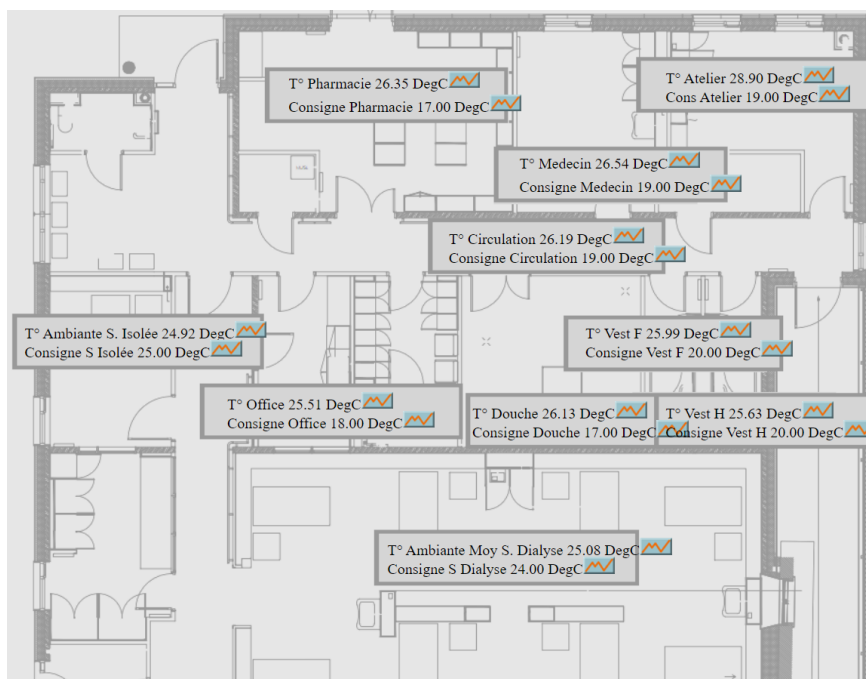 T° Pharmacie 26.35 DegC
Consigne Pharmacie 17.00 DegC
T° Atelier 28.90 DegC
Cons Atelier 19.00 DegC
T° Medecin 26.54 DegC
Consigne Medecin 19.00 DegC
T° Circulation 26.19 DegC
Consigne Circulation 19.00 DegC
T° Ambiante S. Isolée 24.92 DegC
Consigne S Isolée 25.00 DegC
T° Vest F 25.99 DegC
Consigne Vest F 20.00 DegC
T° Office 25.51 DegC
Consigne Office 18.00 DegC
T° Douche 26.13 DegC
Consigne Douche 17.00 DegC
T° Vest H 25.63 DegC
Consigne Vest H 20.00 DegC
T° Ambiante Moy S. Dialyse 25.08 DegC
Consigne S Dialyse 24.00 DegC